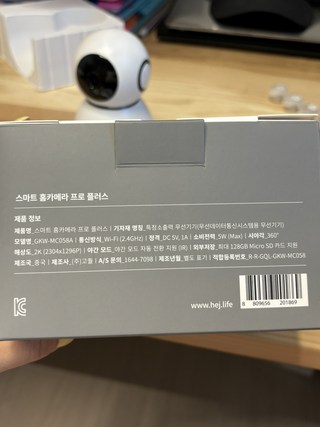 스마트 홈카메라 프로 플러스
제품 정보
제품명_스마트 홈카메라 프로 플러스 | 기자재 명칭_특정소출력 무선기기(무선데이터통신시스템용 무선기기)
모델명_GKW-MC058A | 통신방식_Wi-Fi (2.4GHz) | 정격_DC 5V, 1A | 소비전력_5W (Max) | 시야각_360°
해상도_2K (2304x1296P) | 야간 모드_야간 모드 자동 전환 지원 (IR) | 외부저장_최대 128GB Micro SD 카드 지원
제조국_중국 | 제조사_(주)고퀄 | A/S 문의_1644-7098 | 제조년월_별도 표기 | 적합등록번호_R-R-GQL-GKW-MC058
www.hej.life
8 809656 201869